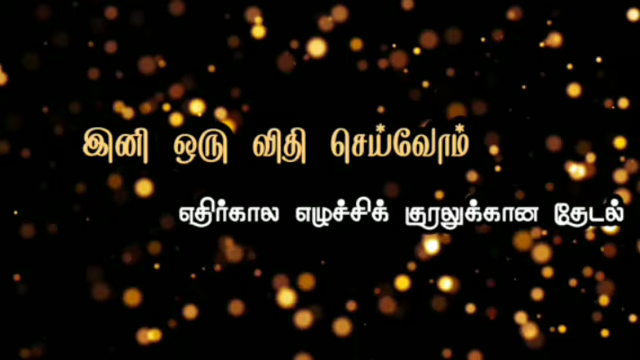 இனி ஒரு விதி செய்வோம்
எதிர்கால எழுச்சிக் குரலுக்கான தேடல்